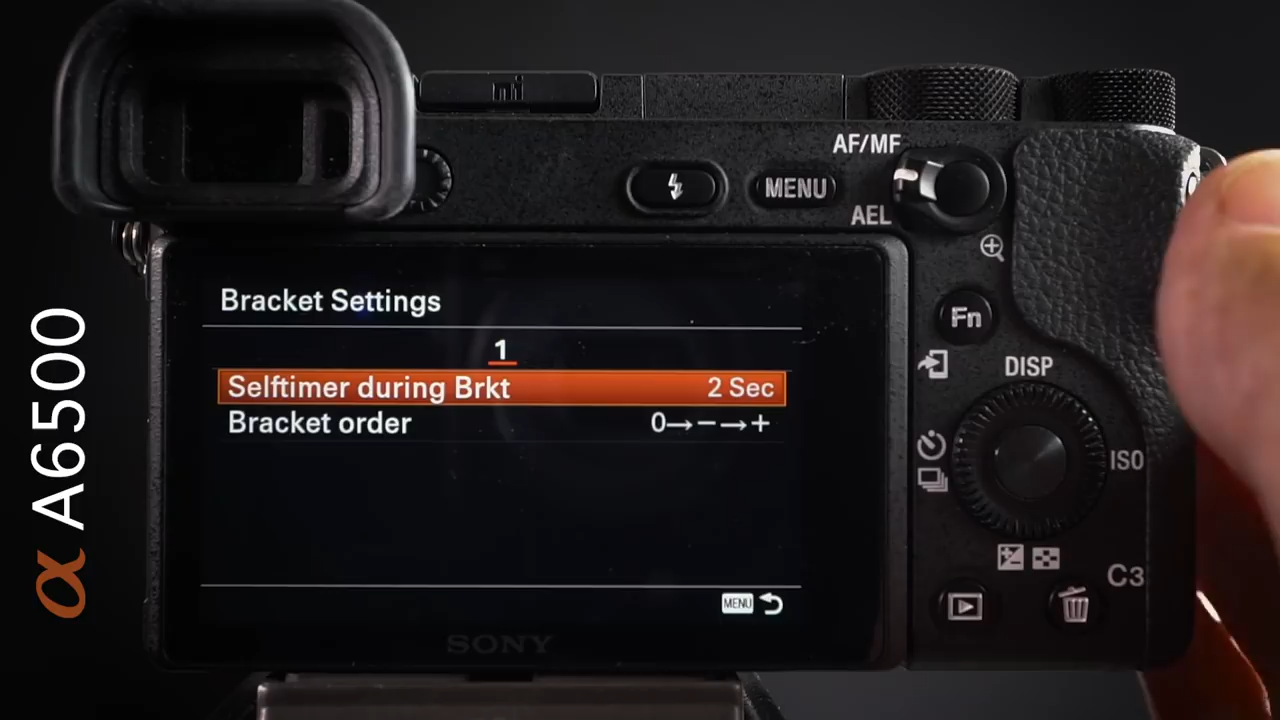 AF/MF
MENU
AEL
Fn
DISP
ISO
C3
Bracket Settings
1
Selftimer during Brkt 2 Sec
Bracket order 0→−→+
MENU
SONY
α A6500